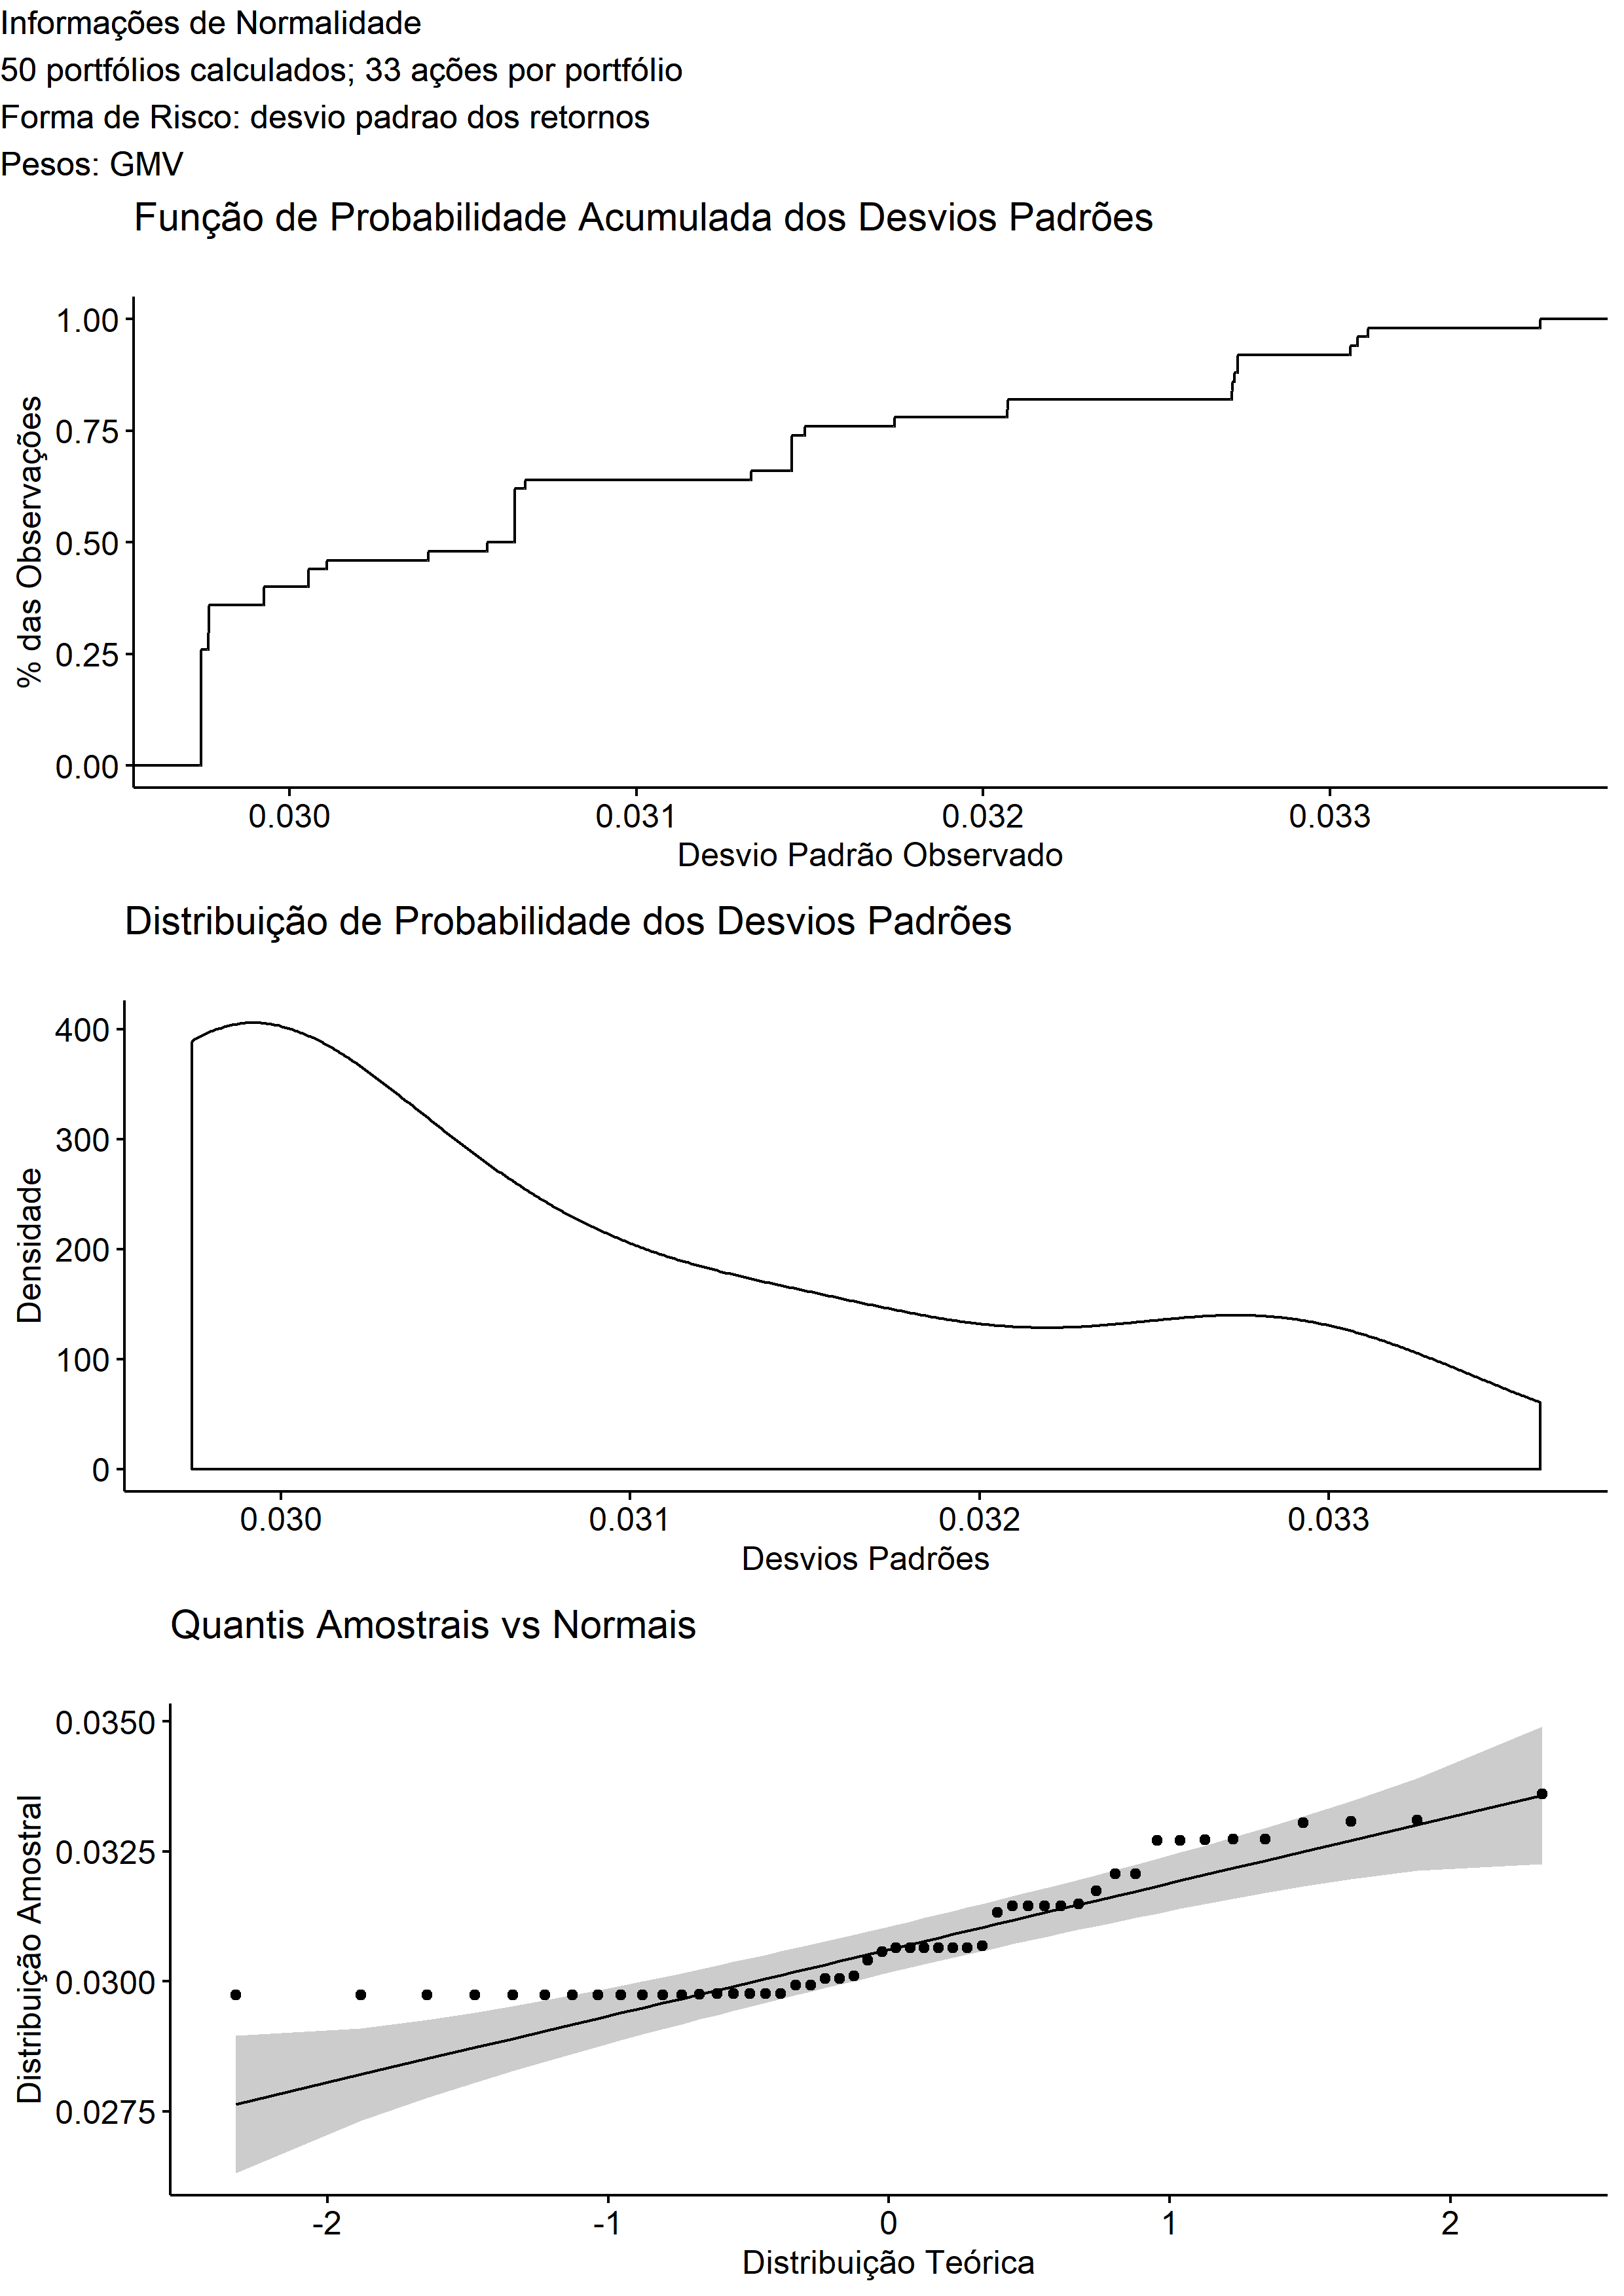 Informações de Normalidade
50 portfólios calculados; 33 ações por portfólio
Forma de Risco: desvio padrao dos retornos
Pesos: GMV
Função de Probabilidade Acumulada dos Desvios Padrões
1.00
0.75
0.50
0.25
0.00
% das Observações
0.030 0.031 0.032 0.033
Desvio Padrão Observado
Distribuição de Probabilidade dos Desvios Padrões
400
300
200
100
0
Densidade
0.030 0.031 0.032 0.033
Desvios Padrões
Quantis Amostrais vs Normais
0.0350
0.0325
0.0300
0.0275
Distribuição Amostral
-2 -1 0 1 2
Distribuição Teórica